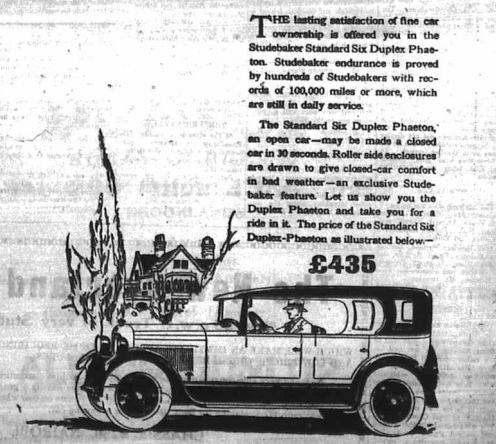 THE lasting satisfaction of fine car
ownership is offered you in the
Studebaker Standard Six Duplex Phae-
ton. Studebaker endurance is proved
by hundreds of Studebakers with rec-
ords of 100,000 miles or more, which
are still in daily service.
The Standard Six Duplex Phaeton,
an open car—may be made a closed
car in 30 seconds. Roller side enclosures
are drawn to give closed-car comfort
in bad weather—an exclusive Stude-
baker feature. Let us show you the
Duplex Phaeton and take you for a
ride in it. The price of the Standard Six
Duplex-Phaeton as illustrated below—
£435